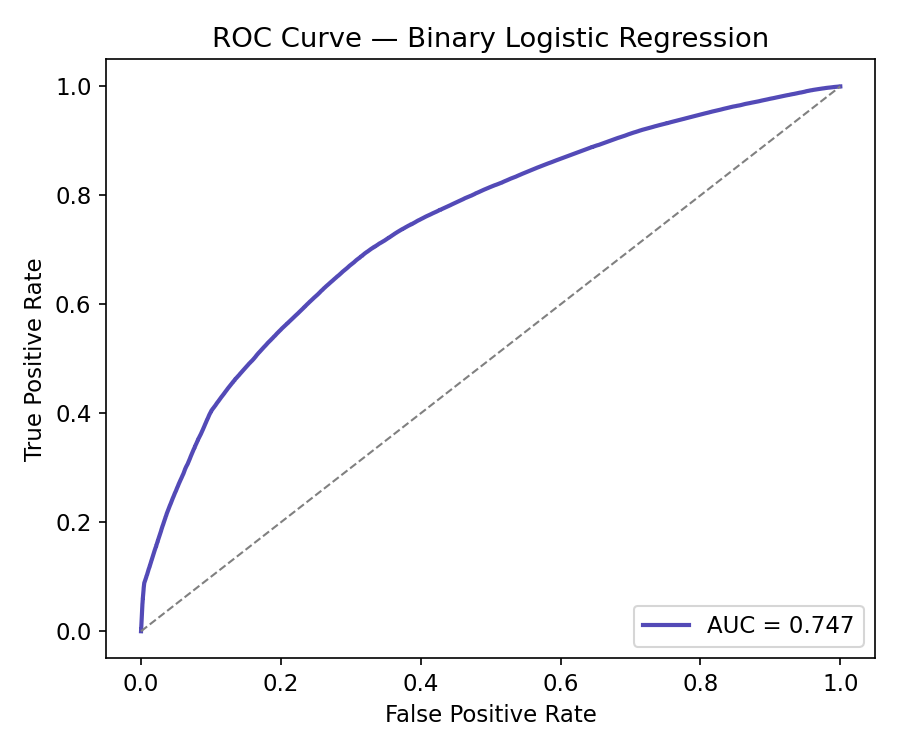 ROC Curve — Binary Logistic Regression
True Positive Rate
1.0
0.8
0.6
0.4
0.2
0.0
AUC = 0.747
0.0 0.2 0.4 0.6 0.8 1.0
False Positive Rate